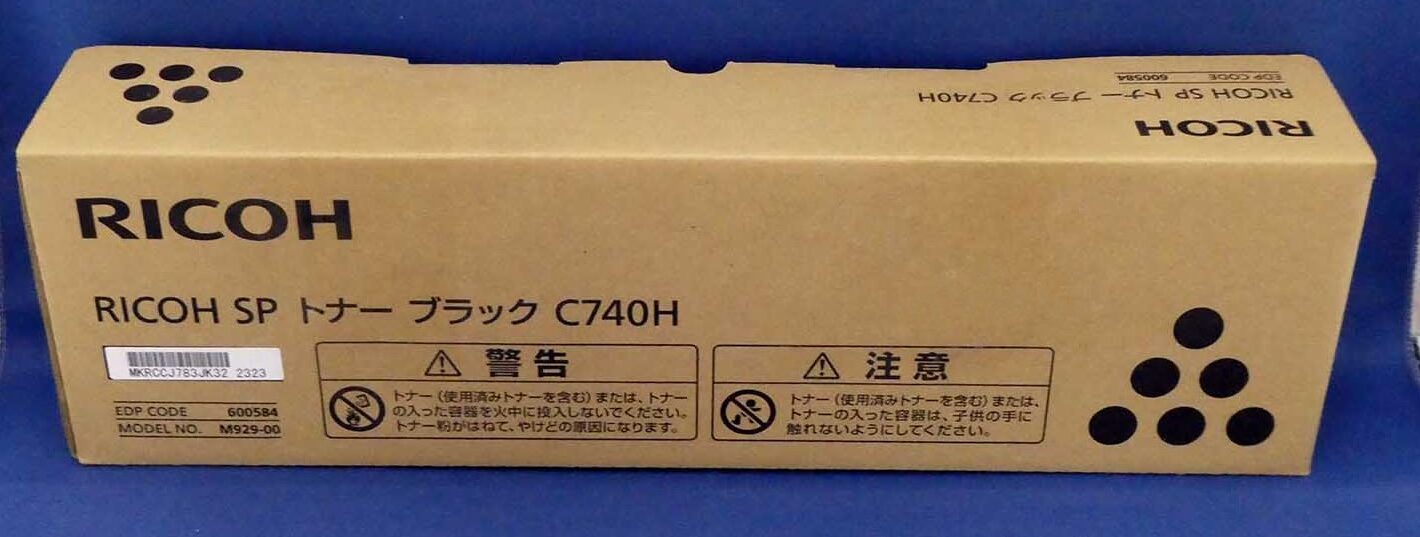 EDP CODE 600584
RICOH SP トナー ブラック C740H
RICOH
RICOH
RICOH SP トナー ブラック C740H
MKRCCJ783JK32 2323
EDP CODE 600584
MODEL NO. M929-00
警告
トナー(使用済みトナーを含む)または、トナー
の入った容器を火中に投入しないでください。
トナー粉がはねて、やけどの原因になります。
注意
トナー(使用済みトナーを含む)または、
トナーの入った容器は、子供の手に
触れないようにしてください。